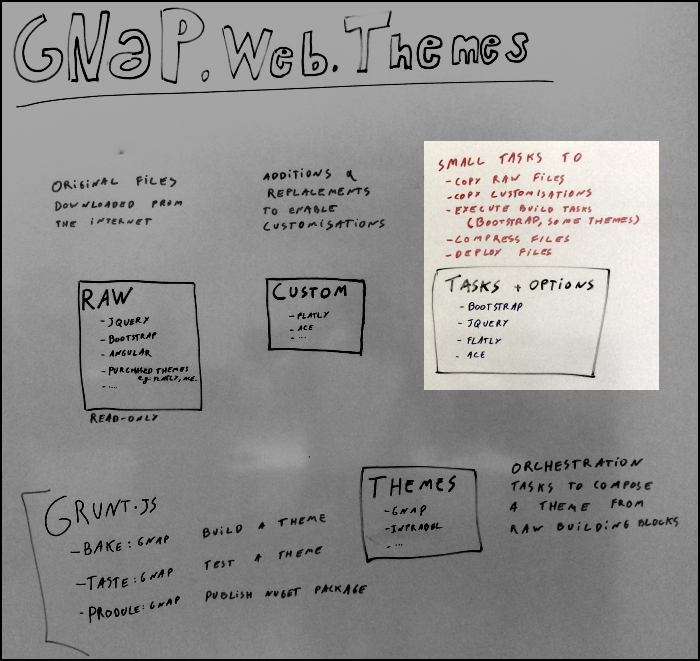 GNaP.Web.Themes
ORIGINAL FILES
DOWNLOADED FROM
THE INTERNET
ADDITIONS &
REPLACEMENTS
TO ENABLE
CUSTOMISATIONS
SMALL TASKS TO
- COPY RAW FILES
- COPY CUSTOMISATIONS
- EXECUTE BUILD TASKS
(BOOTSTRAP, SOME THEMES)
- COMPRESS FILES
- DEPLOY FILES
RAW
- JQUERY
- BOOTSTRAP
- ANGULAR
- PURCHASED THEMES
e.g. FLATLY, ACE.
- ....
READ-ONLY
CUSTOM
- FLATLY
- ACE
- ...
TASKS + OPTIONS
- BOOTSTRAP
- JQUERY
- FLATLY
- ACE
THEMES
- GNAP
- INFRABEL
- ...
ORCHESTRATION
TASKS TO COMPOSE
A THEME FROM
RAW BUILDING BLOCKS
GRUNT.JS
- BAKE:GNAP BUILD A THEME
- TASTE:GNAP TEST A THEME
- PRODUCE:GNAP PUBLISH NUGET PACKAGE